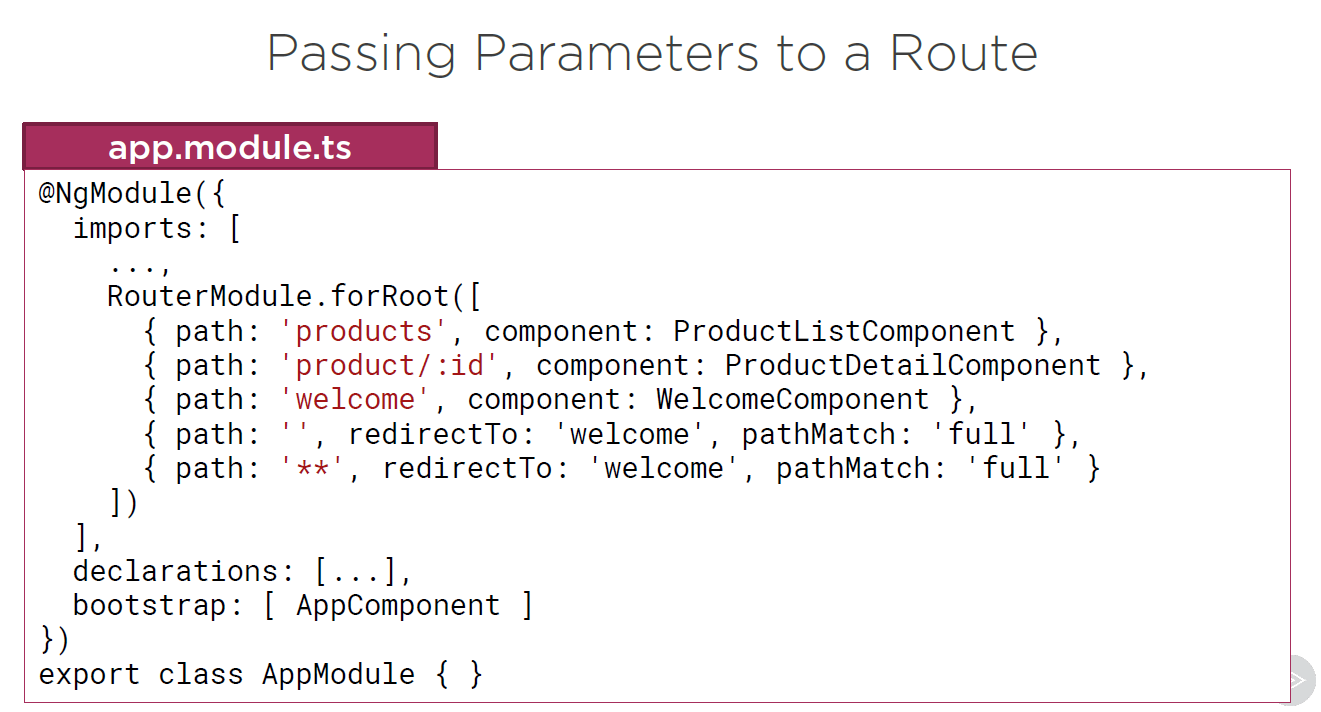 Passing Parameters to a Route
app.module.ts
@NgModule({
  imports: [
    ...,
    RouterModule.forRoot([
      { path: 'products', component: ProductListComponent },
      { path: 'product/:id', component: ProductDetailComponent },
      { path: 'welcome', component: WelcomeComponent },
      { path: '', redirectTo: 'welcome', pathMatch: 'full' },
      { path: '**', redirectTo: 'welcome', pathMatch: 'full' }
    ])
  ],
  declarations: [...],
  bootstrap: [ AppComponent ]
})
export class AppModule { }